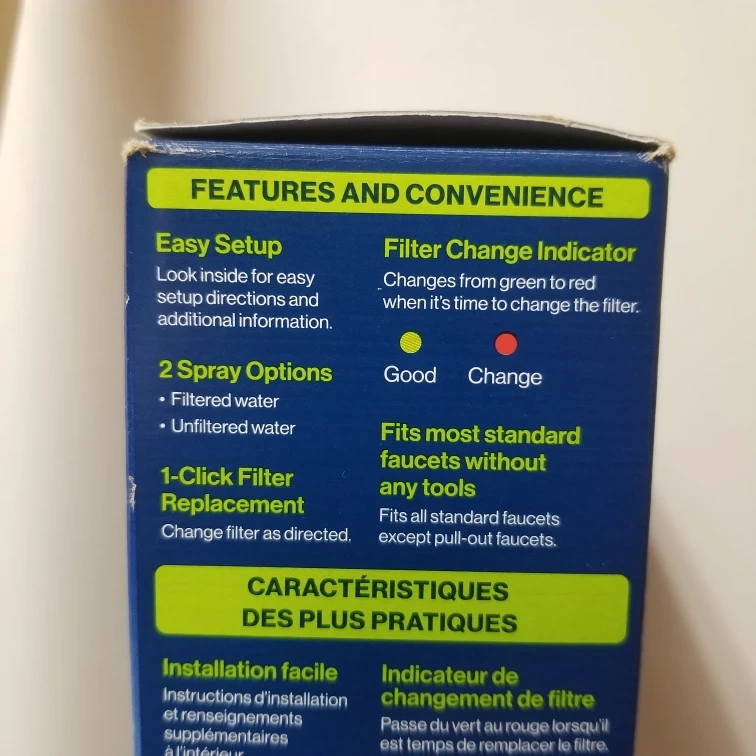 FEATURES AND CONVENIENCE
Easy Setup
Look inside for easy
setup directions and
additional information.
2 Spray Options
• Filtered water
• Unfiltered water
1-Click Filter
Replacement
Change filter as directed.
Filter Change Indicator
Changes from green to red
when it's time to change the filter.
Good
Change
Fits most standard
faucets without
any tools
Fits all standard faucets
except pull-out faucets.
CARACTÉRISTIQUES
DES PLUS PRATIQUES
Installation facile
Instructions d'installation
et renseignements
supplémentaires
à l'intérieur
Indicateur de
changement de filtre
Passe du vert au rouge lorsqu'il
est temps de remplacer le filtre.